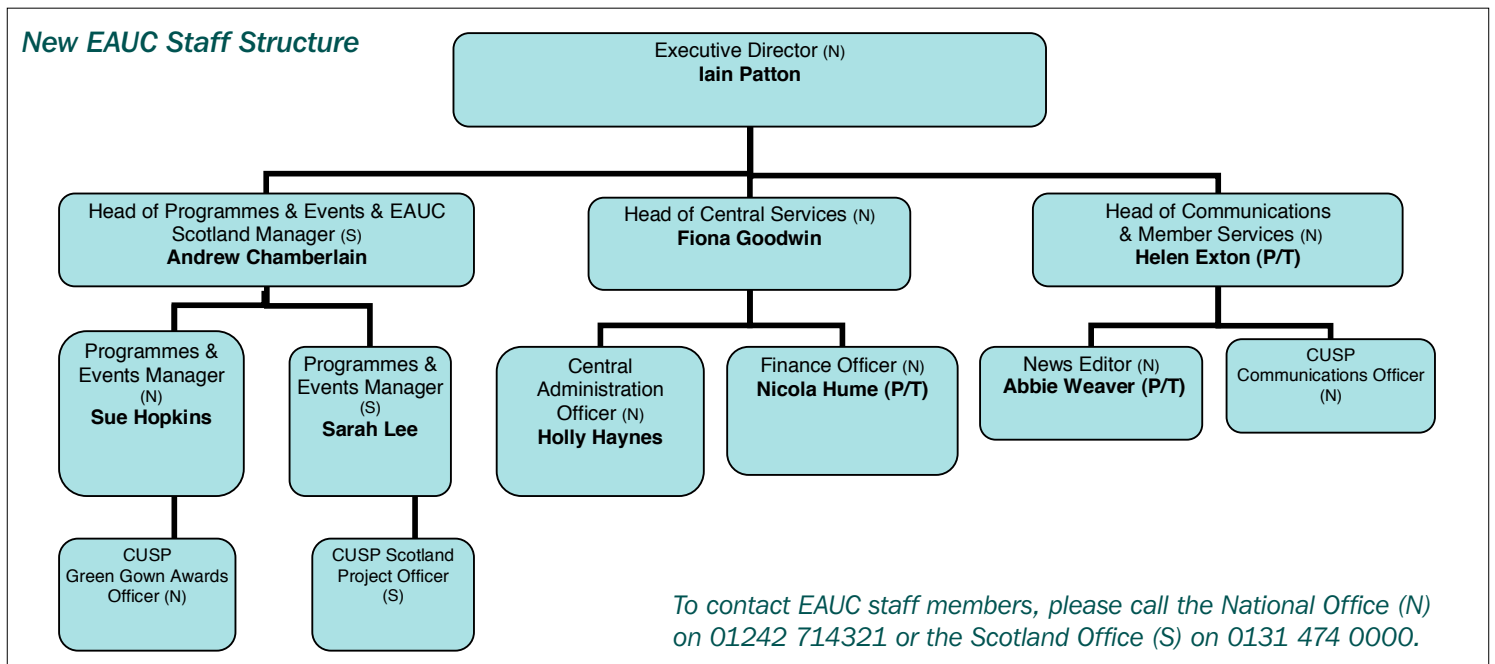 New EAUC Staff Structure
Executive Director (N)
Iain Patton
Head of Programmes & Events & EAUC
Scotland Manager (S)
Andrew Chamberlain
Head of Central Services (N)
Fiona Goodwin
Head of Communications
& Member Services (N)
Helen Exton (P/T)
Programmes &
Events Manager
(N)
Sue Hopkins
Programmes &
Events Manager
(S)
Sarah Lee
Central
Administration
Officer (N)
Holly Haynes
Finance Officer (N)
Nicola Hume (P/T)
News Editor (N)
Abbie Weaver (P/T)
CUSP
Communications Officer
(N)
CUSP
Green Gown Awards
Officer (N)
CUSP Scotland
Project Officer
(S)
To contact EAUC staff members, please call the National Office (N)
on 01242 714321 or the Scotland Office (S) on 0131 474 0000.